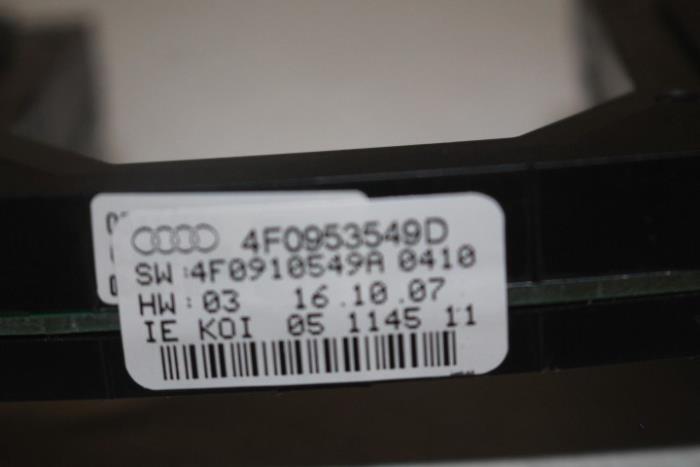 4F0953549D
SW :4F0910549A 0410
HW : 03 16.10.07
IE KOI 05 1145 11